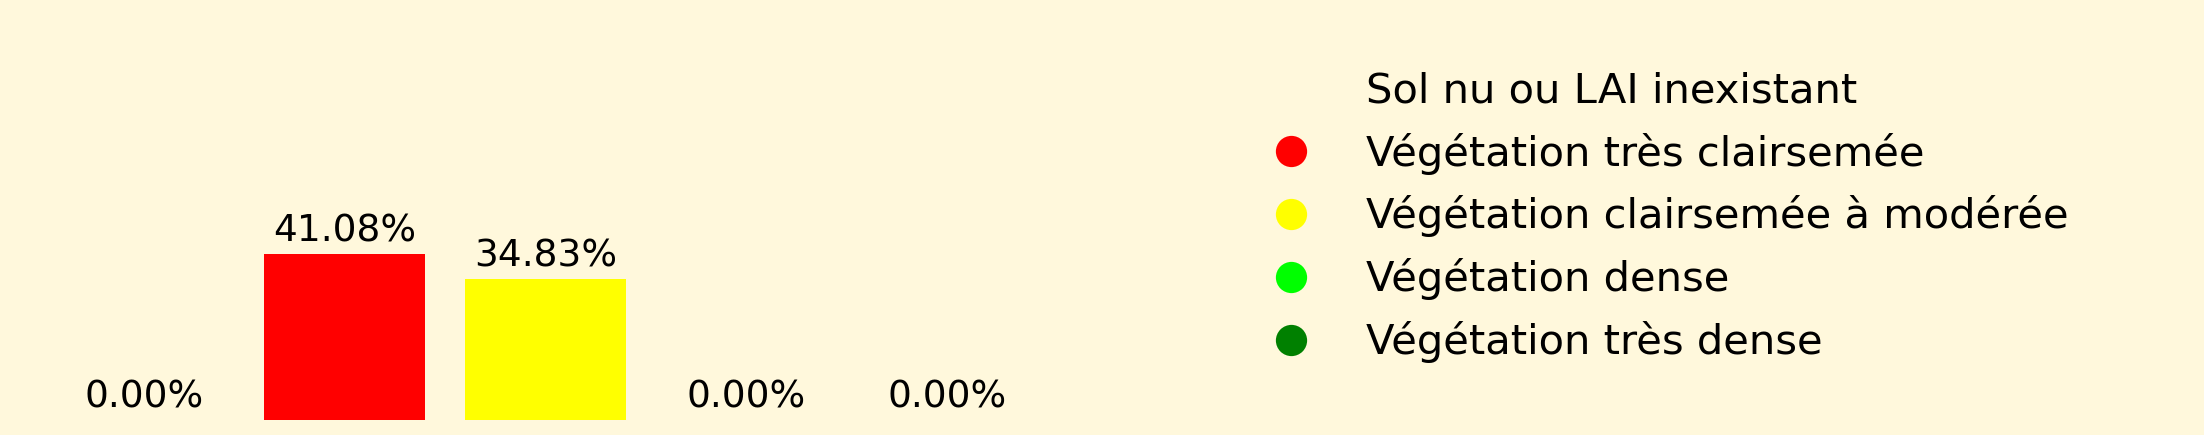 41.08%
34.83%
0.00%
0.00%
0.00%
Sol nu ou LAI inexistant
Végétation très clairsemée
Végétation clairsemée à modérée
Végétation dense
Végétation très dense